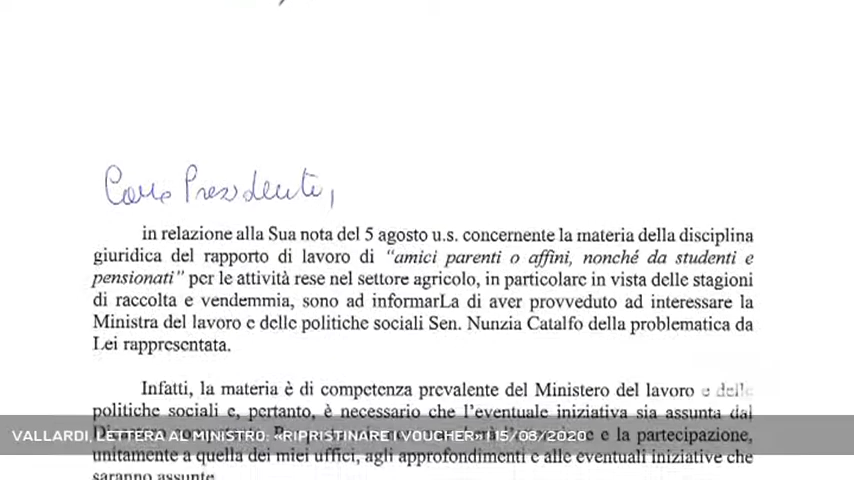 Caro Presidente,
in relazione alla Sua nota del 5 agosto u.s. concernente la materia della disciplina
giuridica del rapporto di lavoro di "amici parenti o affini, nonché da studenti e
pensionati" per le attività rese nel settore agricolo, in particolare in vista delle stagioni
di raccolta e vendemmia, sono ad informarLa di aver provveduto ad interessare la
Ministra del lavoro e delle politiche sociali Sen. Nunzia Catalfo della problematica da
Lei rappresentata.
Infatti, la materia è di competenza prevalente del Ministero del lavoro e delle
politiche sociali e, pertanto, è necessario che l'eventuale iniziativa sia assunta dal
e la partecipazione,
VALLARDI, LETTERA AL MINISTRO: «RIPRISTINARE I VOUCHER» | 15/08/2020
unitamente a quella dei miei uffici, agli approfondimenti e alle eventuali iniziative che
saranno assunte.